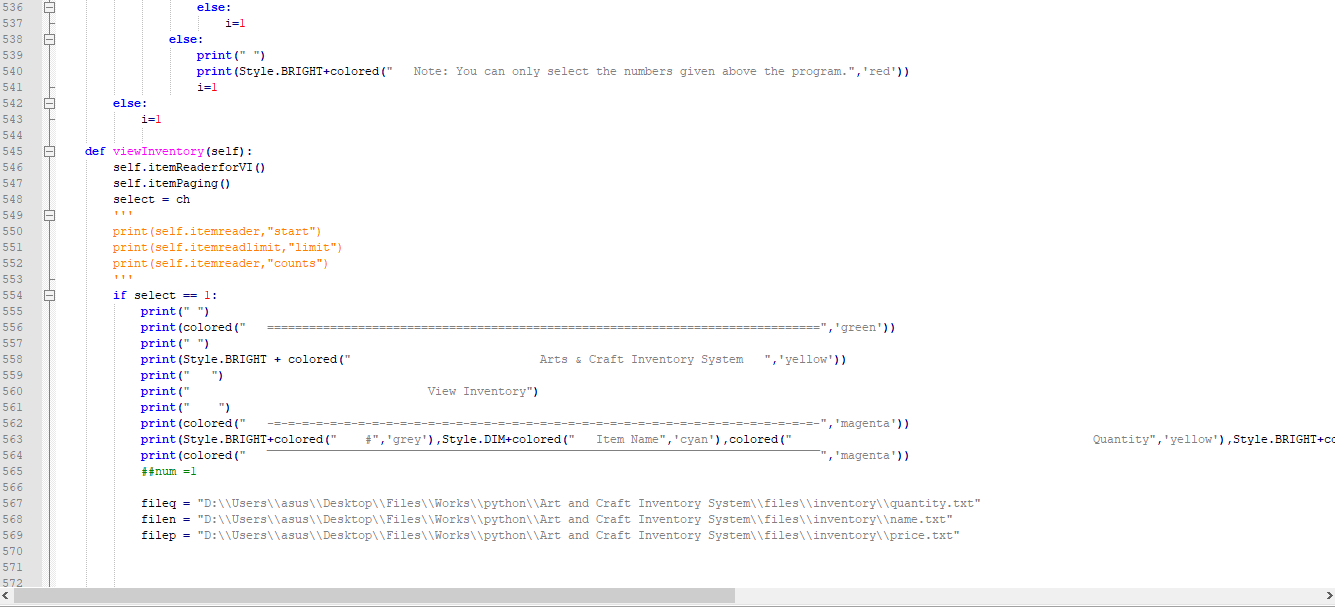 536 else:
537 i=1
538 else:
539 print(" ")
540 print(Style.BRIGHT+colored("   Note: You can only select the numbers given above the program.",'red'))
541 i=1
542 else:
543 i=1
544
545 def viewInventory(self):
546 self.itemReaderforVI()
547 self.itemPaging()
548 select = ch
549 '''
550 print(self.itemreader,"start")
551 print(self.itemreadlimit,"limit")
552 print(self.itemreader,"counts")
553 '''
554 if select == 1:
555 print(" ")
556 print(colored("   ===============================================================================",'green'))
557 print(" ")
558 print(Style.BRIGHT + colored("                           Arts & Craft Inventory System   ",'yellow'))
559 print("   ")
560 print("                                  View Inventory")
561 print("    ")
562 print(colored("   -=-=-=-=-=-=-=-=-=-=-=-=-=-=-=-=-=-=-=-=-=-=-=-=-=-=-=-=-=-=-=-=-=-=-=-=-=-=-=-",'magenta'))
563 print(Style.BRIGHT+colored("    #",'grey'),Style.DIM+colored("   Item Name",'cyan'),colored("                                           Quantity",'yellow'),Style.BRIGHT+co
564 print(colored("   ‾‾‾‾‾‾‾‾‾‾‾‾‾‾‾‾‾‾‾‾‾‾‾‾‾‾‾‾‾‾‾‾‾‾‾‾‾‾‾‾‾‾‾‾‾‾‾‾‾‾‾‾‾‾‾‾‾‾‾‾‾‾‾‾‾‾‾‾‾‾‾‾‾‾‾‾‾‾‾",'magenta'))
565 ##num =1
566
567 fileq = "D:\\Users\\asus\\Desktop\\Files\\Works\\python\\Art and Craft Inventory System\\files\\inventory\\quantity.txt"
568 filen = "D:\\Users\\asus\\Desktop\\Files\\Works\\python\\Art and Craft Inventory System\\files\\inventory\\name.txt"
569 filep = "D:\\Users\\asus\\Desktop\\Files\\Works\\python\\Art and Craft Inventory System\\files\\inventory\\price.txt"
570
571
572